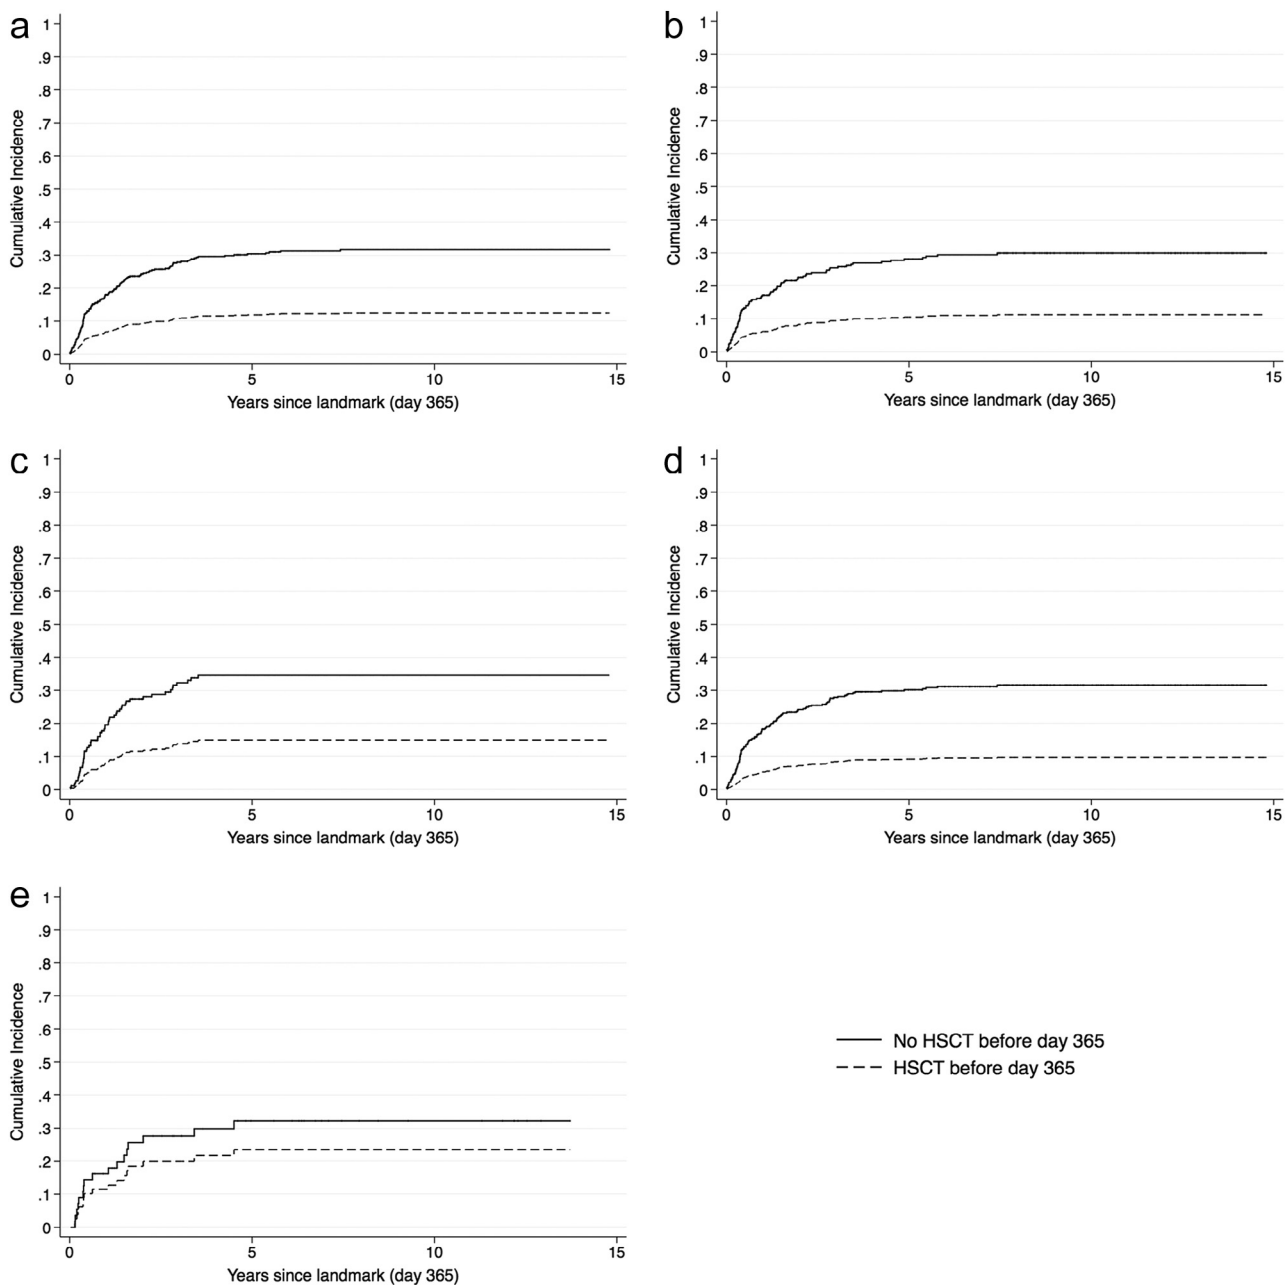 a
1
.9
.8
.7
.6
.5
.4
.3
.2
.1
0
Cumulative Incidence
0 5 10 15
Years since landmark (day 365)
b
1
.9
.8
.7
.6
.5
.4
.3
.2
.1
0
Cumulative Incidence
0 5 10 15
Years since landmark (day 365)
c
1
.9
.8
.7
.6
.5
.4
.3
.2
.1
0
Cumulative Incidence
0 5 10 15
Years since landmark (day 365)
d
1
.9
.8
.7
.6
.5
.4
.3
.2
.1
0
Cumulative Incidence
0 5 10 15
Years since landmark (day 365)
e
1
.9
.8
.7
.6
.5
.4
.3
.2
.1
0
Cumulative Incidence
0 5 10 15
Years since landmark (day 365)
No HSCT before day 365
HSCT before day 365